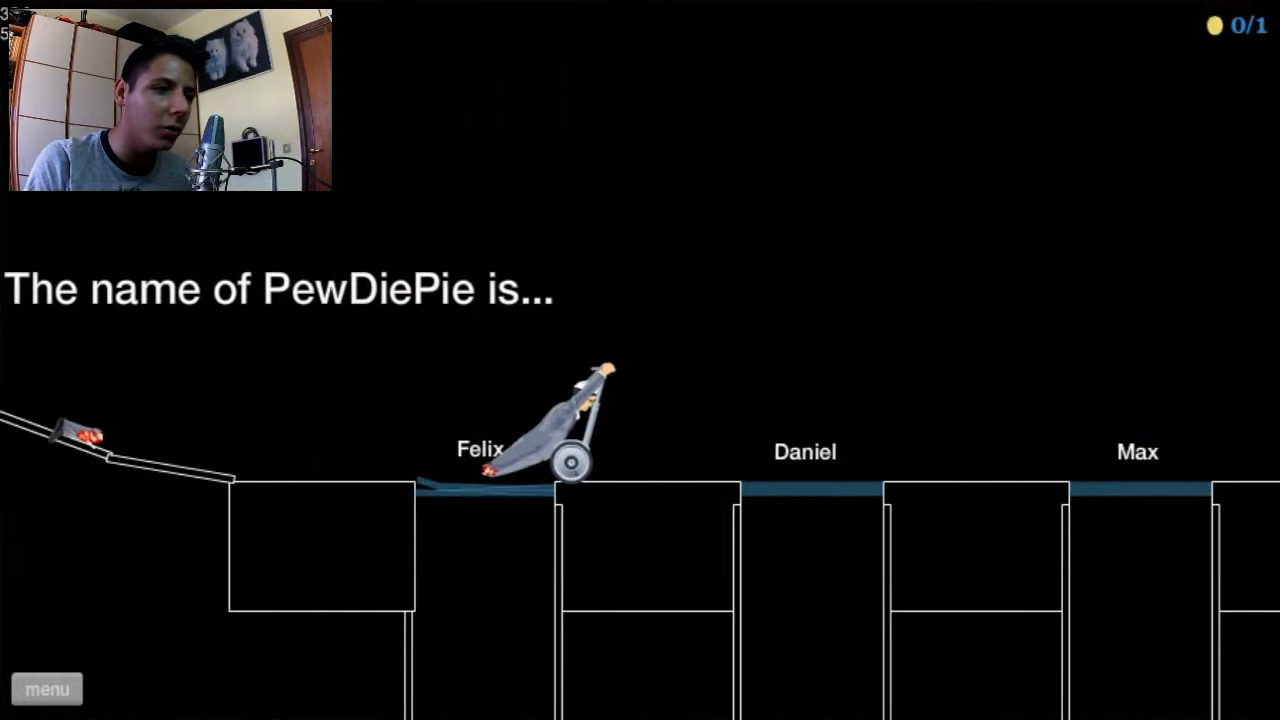 0/1
The name of PewDiePie is...
Felix
Daniel
Max
menu